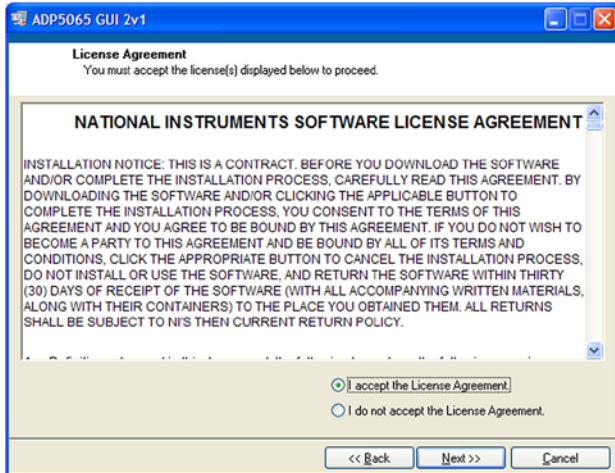 ADP5065 GUI 2v1
License Agreement
You must accept the license(s) displayed below to proceed.
NATIONAL INSTRUMENTS SOFTWARE LICENSE AGREEMENT
INSTALLATION NOTICE: THIS IS A CONTRACT. BEFORE YOU DOWNLOAD THE SOFTWARE
AND/OR COMPLETE THE INSTALLATION PROCESS, CAREFULLY READ THIS AGREEMENT. BY
DOWNLOADING THE SOFTWARE AND/OR CLICKING THE APPLICABLE BUTTON TO
COMPLETE THE INSTALLATION PROCESS, YOU CONSENT TO THE TERMS OF THIS
AGREEMENT AND YOU AGREE TO BE BOUND BY THIS AGREEMENT. IF YOU DO NOT WISH TO
BECOME A PARTY TO THIS AGREEMENT AND BE BOUND BY ALL OF ITS TERMS AND
CONDITIONS, CLICK THE APPROPRIATE BUTTON TO CANCEL THE INSTALLATION PROCESS,
DO NOT INSTALL OR USE THE SOFTWARE, AND RETURN THE SOFTWARE WITHIN THIRTY
(30) DAYS OF RECEIPT OF THE SOFTWARE (WITH ALL ACCOMPANYING WRITTEN MATERIALS,
ALONG WITH THEIR CONTAINERS) TO THE PLACE YOU OBTAINED THEM. ALL RETURNS
SHALL BE SUBJECT TO NI'S THEN CURRENT RETURN POLICY.
I accept the License Agreement.
I do not accept the License Agreement.
<< Back
Next >>
Cancel